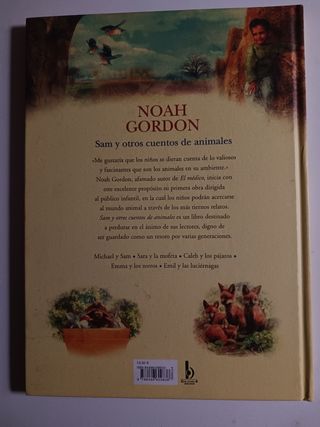 NOAH
GORDON
Sam y otros cuentos de animales
«Me gustaría que los niños se dieran cuenta de lo valiosos
y fascinantes que son los animales en su ambiente.»
Noah Gordon, afamado autor de El médico, inicia con
este excelente propósito su primera obra dirigida
al público infantil, en la cual los niños podrán acercarse
al mundo animal a través de los más tiernos relatos.
Sam y otros cuentos de animales es un libro destinado
a perdurar en el ánimo de sus lectores, digno de
ser guardado como un tesoro por varias generaciones.
Michael y Sam • Sara y la mofeta • Caleb y los pájaros •
Emma y los zorros • Emil y las luciérnagas